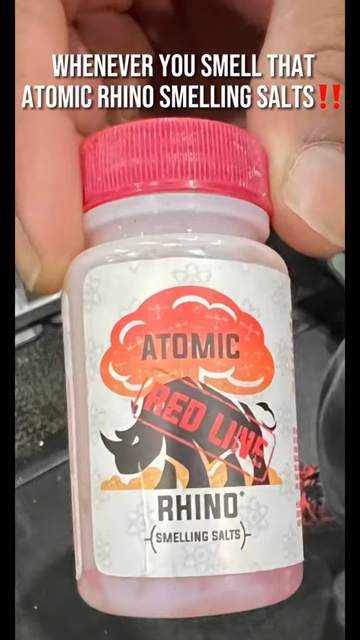 WHENEVER YOU SMELL THAT
ATOMIC RHINO SMELLING SALTS‼️
ATOMIC
RED LINE
RHINO®
(SMELLING SALTS)